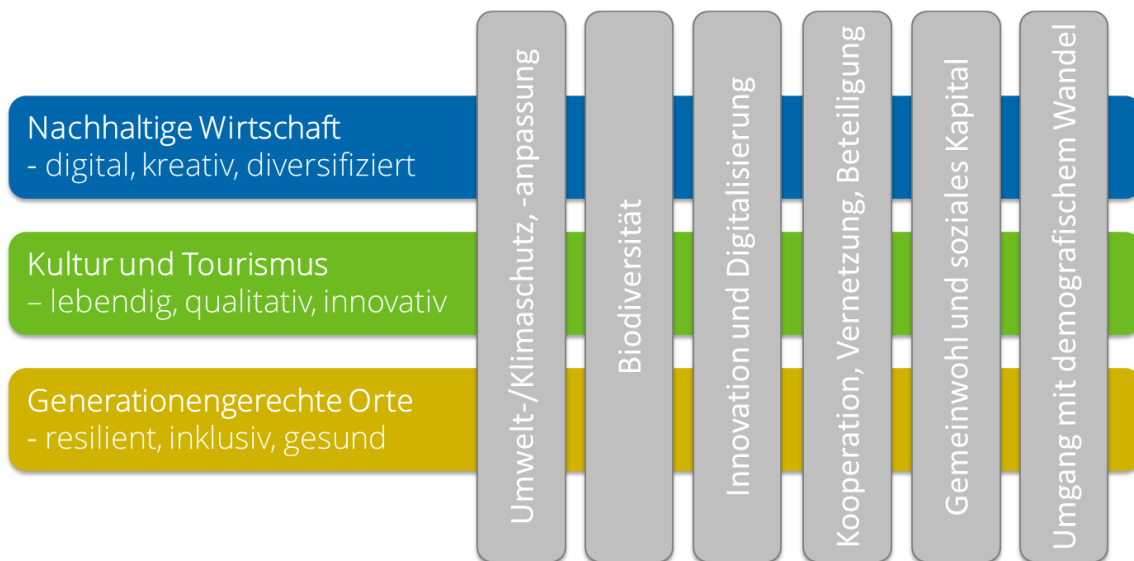 Nachhaltige Wirtschaft
- digital, kreativ, diversifiziert
Kultur und Tourismus
– lebendig, qualitativ, innovativ
Generationengerechte Orte
- resilient, inklusiv, gesund
Umwelt-/Klimaschutz, -anpassung
Biodiversität
Innovation und Digitalisierung
Kooperation, Vernetzung, Beteiligung
Gemeinwohl und soziales Kapital
Umgang mit demografischem Wandel